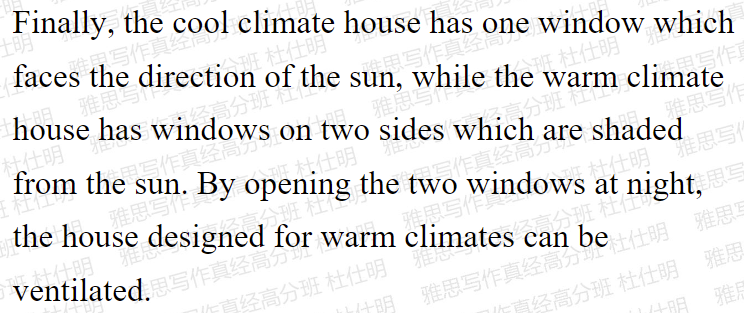 Finally, the cool climate house has one window which
faces the direction of the sun, while the warm climate
house has windows on two sides which are shaded
from the sun. By opening the two windows at night,
the house designed for warm climates can be
ventilated.
雅思写作真经高分班 杜仕明